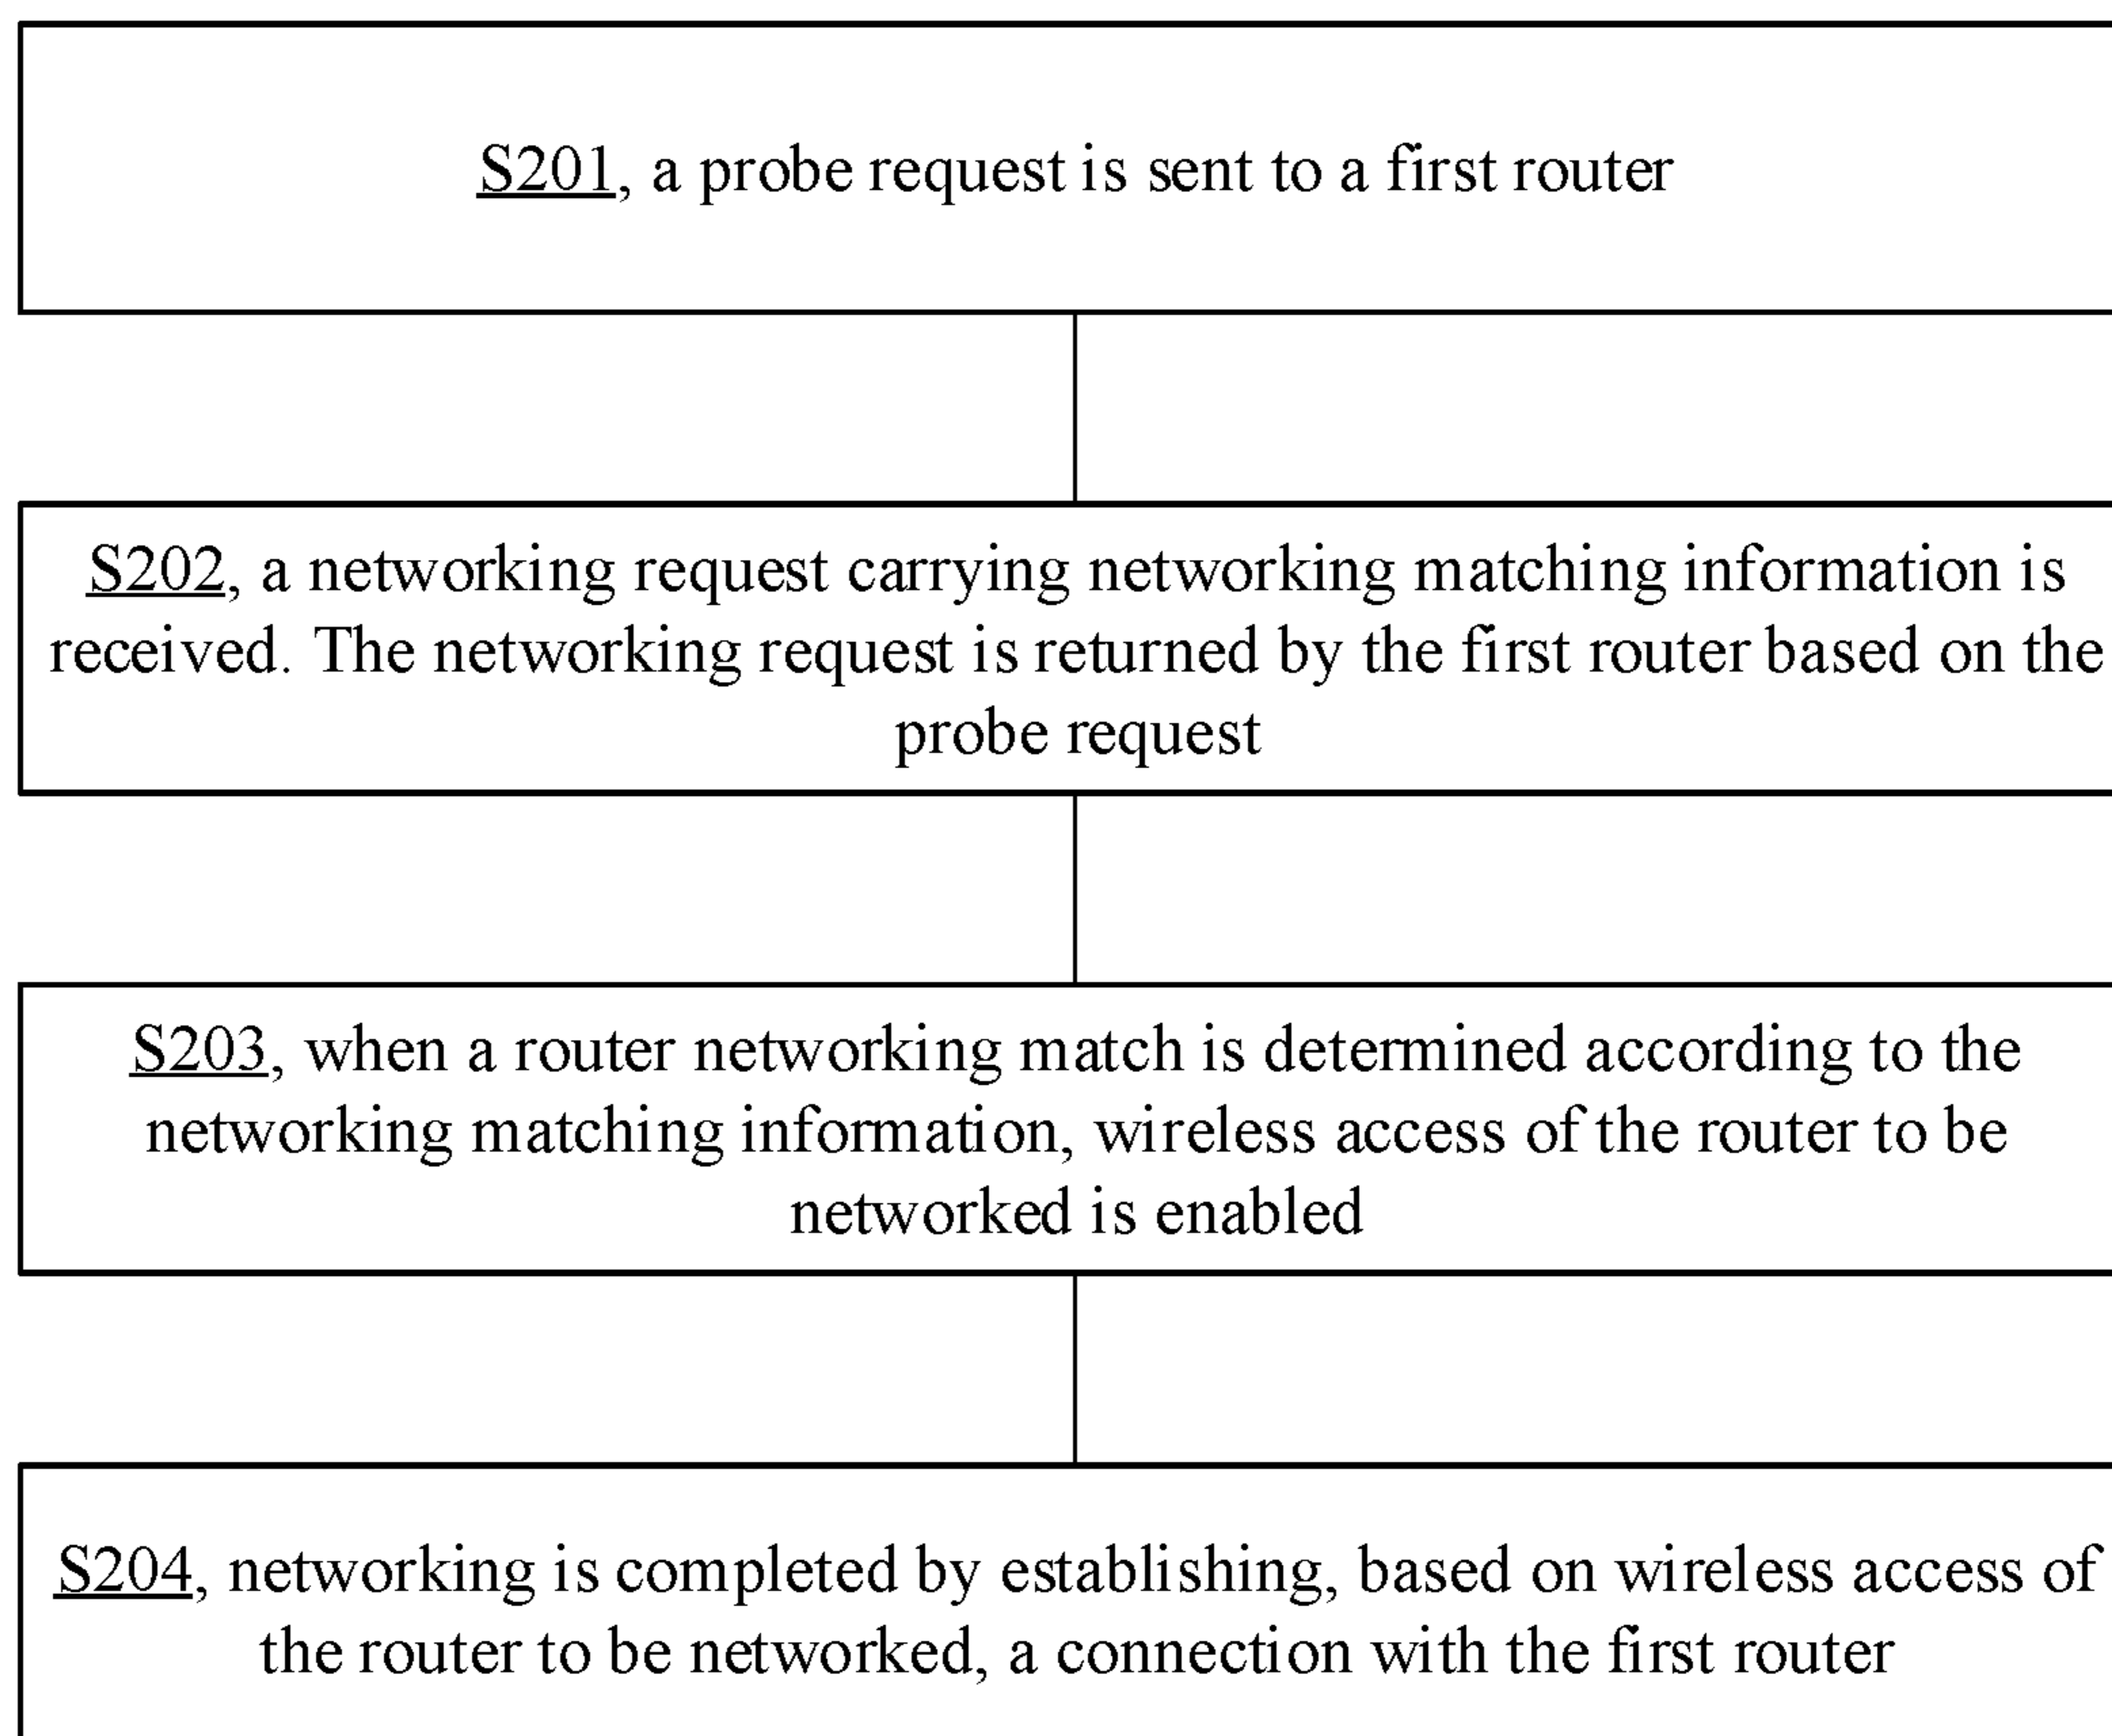 S201, a probe request is sent to a first router
S202, a networking request carrying networking matching information is
received. The networking request is returned by the first router based on the
probe request
S203, when a router networking match is determined according to the
networking matching information, wireless access of the router to be
networked is enabled
S204, networking is completed by establishing, based on wireless access of
the router to be networked, a connection with the first router